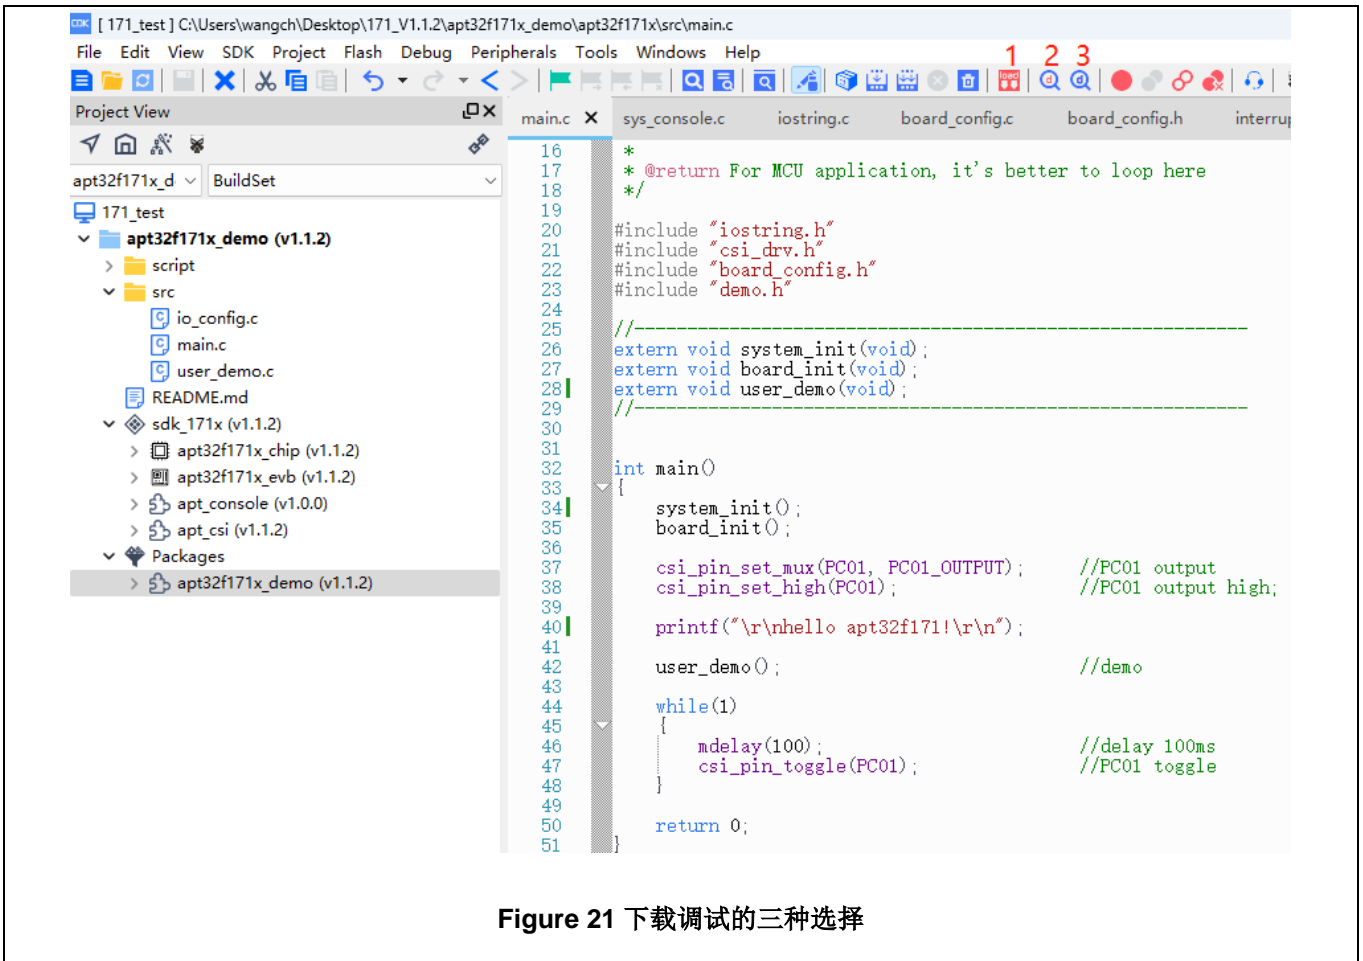 [ 171_test ] C:\Users\wangch\Desktop\171_V1.1.2\apt32f171x_demo\apt32f171x\src\main.c
File Edit View SDK Project Flash Debug Peripherals Tools Windows Help
1 2 3
load
Project View
main.c sys_console.c iostring.c board_config.c board_config.h interru
apt32f171x_d BuildSet
171_test
apt32f171x_demo (v1.1.2)
script
src
io_config.c
main.c
user_demo.c
README.md
sdk_171x (v1.1.2)
apt32f171x_chip (v1.1.2)
apt32f171x_evb (v1.1.2)
apt_console (v1.0.0)
apt_csi (v1.1.2)
Packages
apt32f171x_demo (v1.1.2)
16 *
17 * @return For MCU application, it's better to loop here
18 */
19
20 #include "iostring.h"
21 #include "csi_drv.h"
22 #include "board_config.h"
23 #include "demo.h"
24
25 //----------------------------------------------------------
26 extern void system_init(void);
27 extern void board_init(void);
28 extern void user_demo(void);
29 //----------------------------------------------------------
30
31
32 int main()
33 {
34 system_init();
35 board_init();
36
37 csi_pin_set_mux(PC01, PC01_OUTPUT); //PC01 output
38 csi_pin_set_high(PC01); //PC01 output high;
39
40 printf("\r\nhello apt32f171!\r\n");
41
42 user_demo(); //demo
43
44 while(1)
45 {
46 mdelay(100); //delay 100ms
47 csi_pin_toggle(PC01); //PC01 toggle
48 }
49
50 return 0;
51 }
Figure 21 下载调试的三种选择